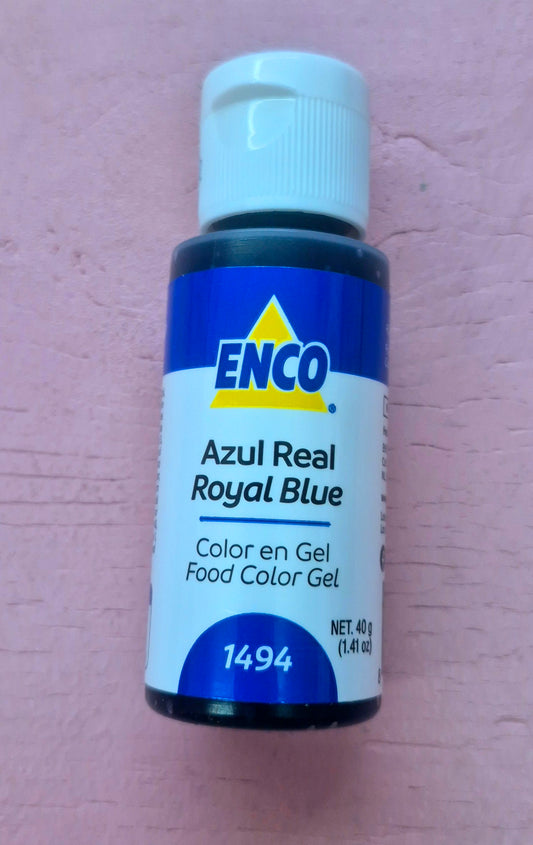 ENCO®
Azul Real
Royal Blue
Color en Gel
Food Color Gel
NET. 40 g
(1.41 oz)
1494